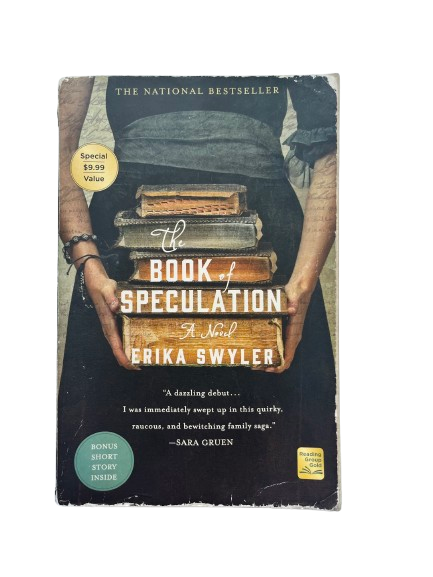 THE NATIONAL BESTSELLER
Special
$9.99
Value
The
BOOK of
SPECULATION
A Novel
ERIKA SWYLER
"A dazzling debut...
I was immediately swept up in this quirky,
raucous, and bewitching family saga."
—SARA GRUEN
BONUS
SHORT
STORY
INSIDE
Reading
Group
Gold